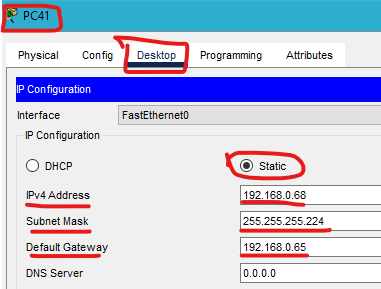 PC41
Physical Config Desktop Programming Attributes
IP Configuration
Interface FastEthernet0
IP Configuration
DHCP Static
IPv4 Address 192.168.0.68
Subnet Mask 255.255.255.224
Default Gateway 192.168.0.65
DNS Server 0.0.0.0